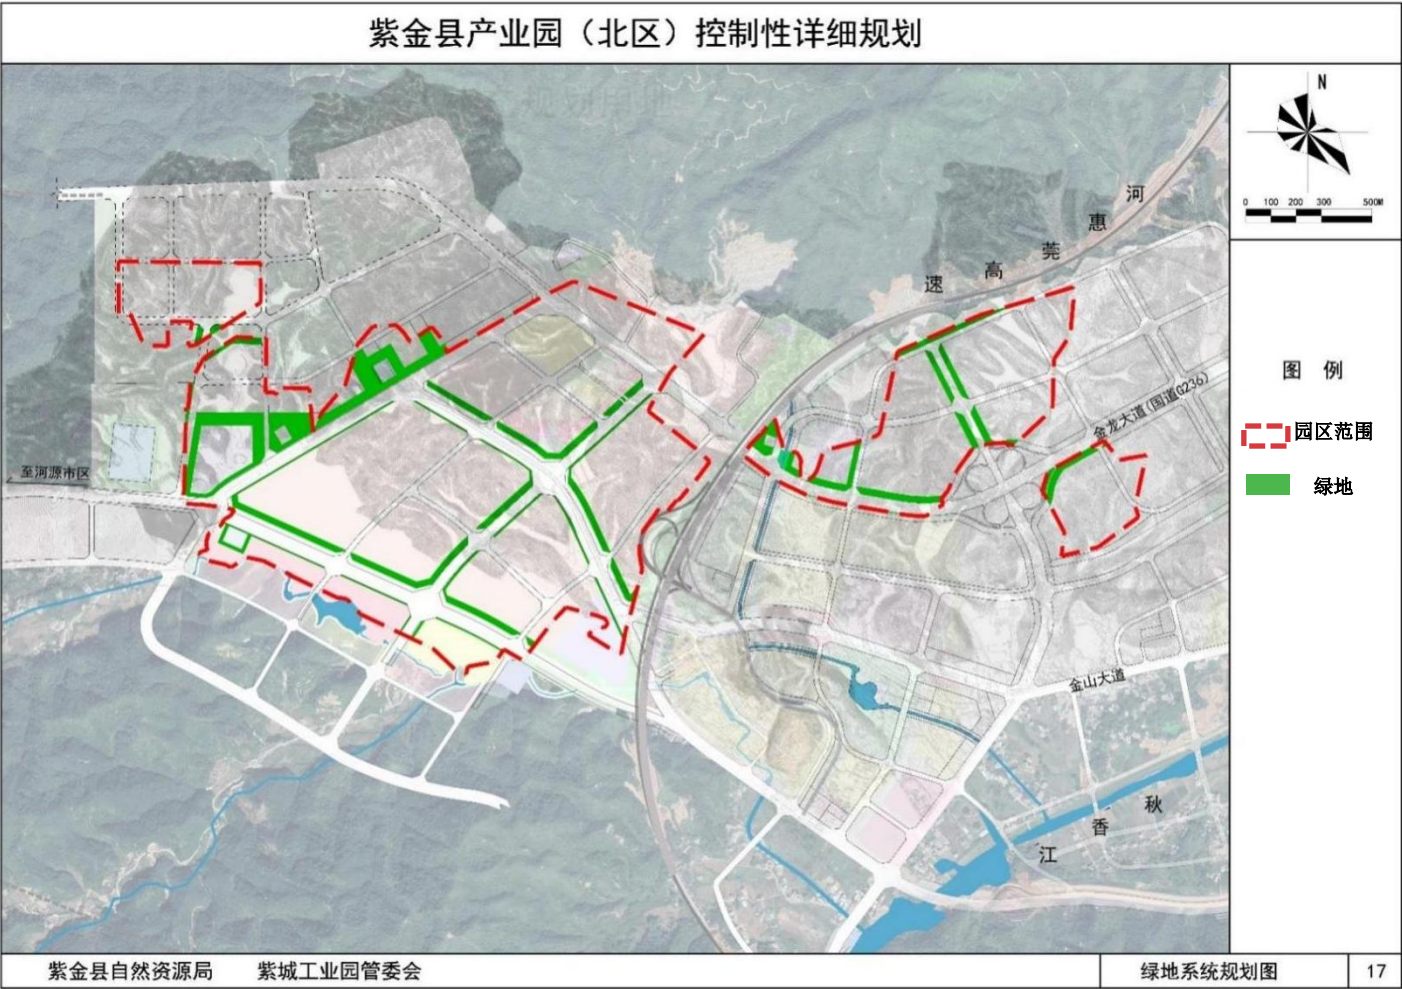 紫金县产业园（北区）控制性详细规划
N
0 100 200 300 500M
河
惠
莞
高
速
图 例
园区范围
绿地
金龙大道(国道G236)
至河源市区
金山大道
秋
香
江
紫金县自然资源局 紫城工业园管委会
绿地系统规划图
17